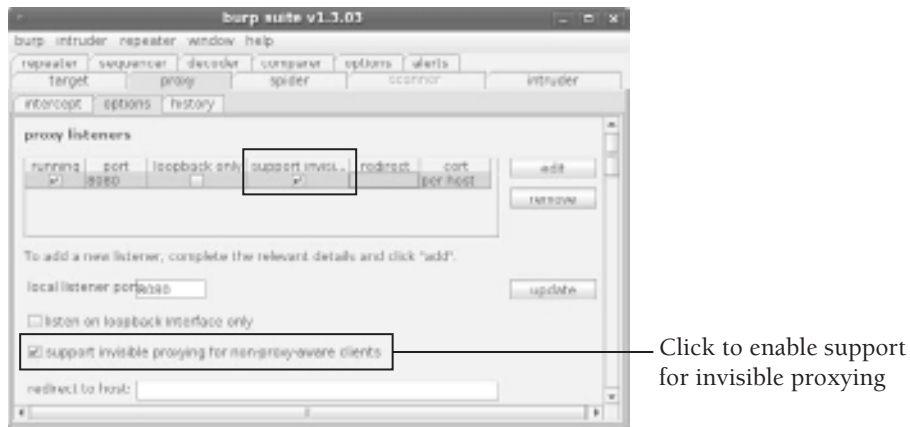 burp suite v1.3.03
burp intruder repeater window help
repeater sequencer decoder comparer options alerts
target proxy spider scanner intruder
intercept options history
proxy listeners
running port loopback only support invisi... redirect cert
8080 per host
edit
remove
To add a new listener, complete the relevant details and click "add".
local listener port: 8080
update
listen on loopback interface only
support invisible proxying for non-proxy-aware clients
Click to enable support
for invisible proxying
redirect to host: